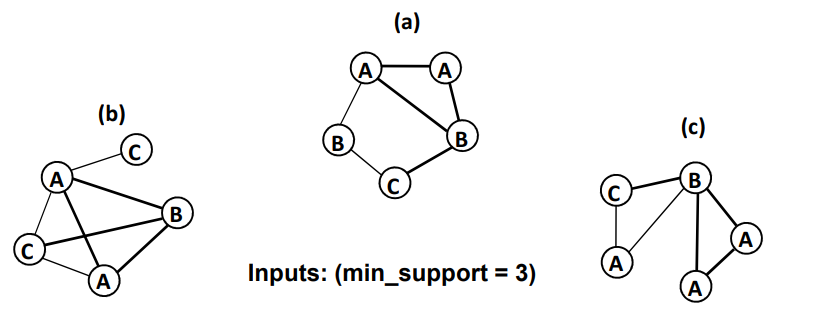 (a)
A A
B B
C
(b)
C
A
B
C
A
(c)
C B
A A
A
Inputs: (min_support = 3)